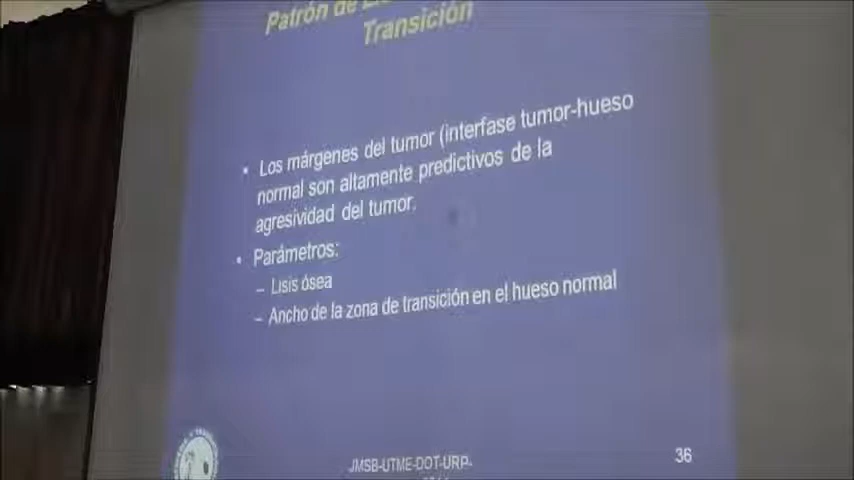 Patrón de
Transición
• Los márgenes del tumor (interfase tumor-hueso
normal son altamente predictivos de la
agresividad del tumor.
• Parámetros:
– Lisis ósea
– Ancho de la zona de transición en el hueso normal
JMSB-UTME-DOT-URP-
36